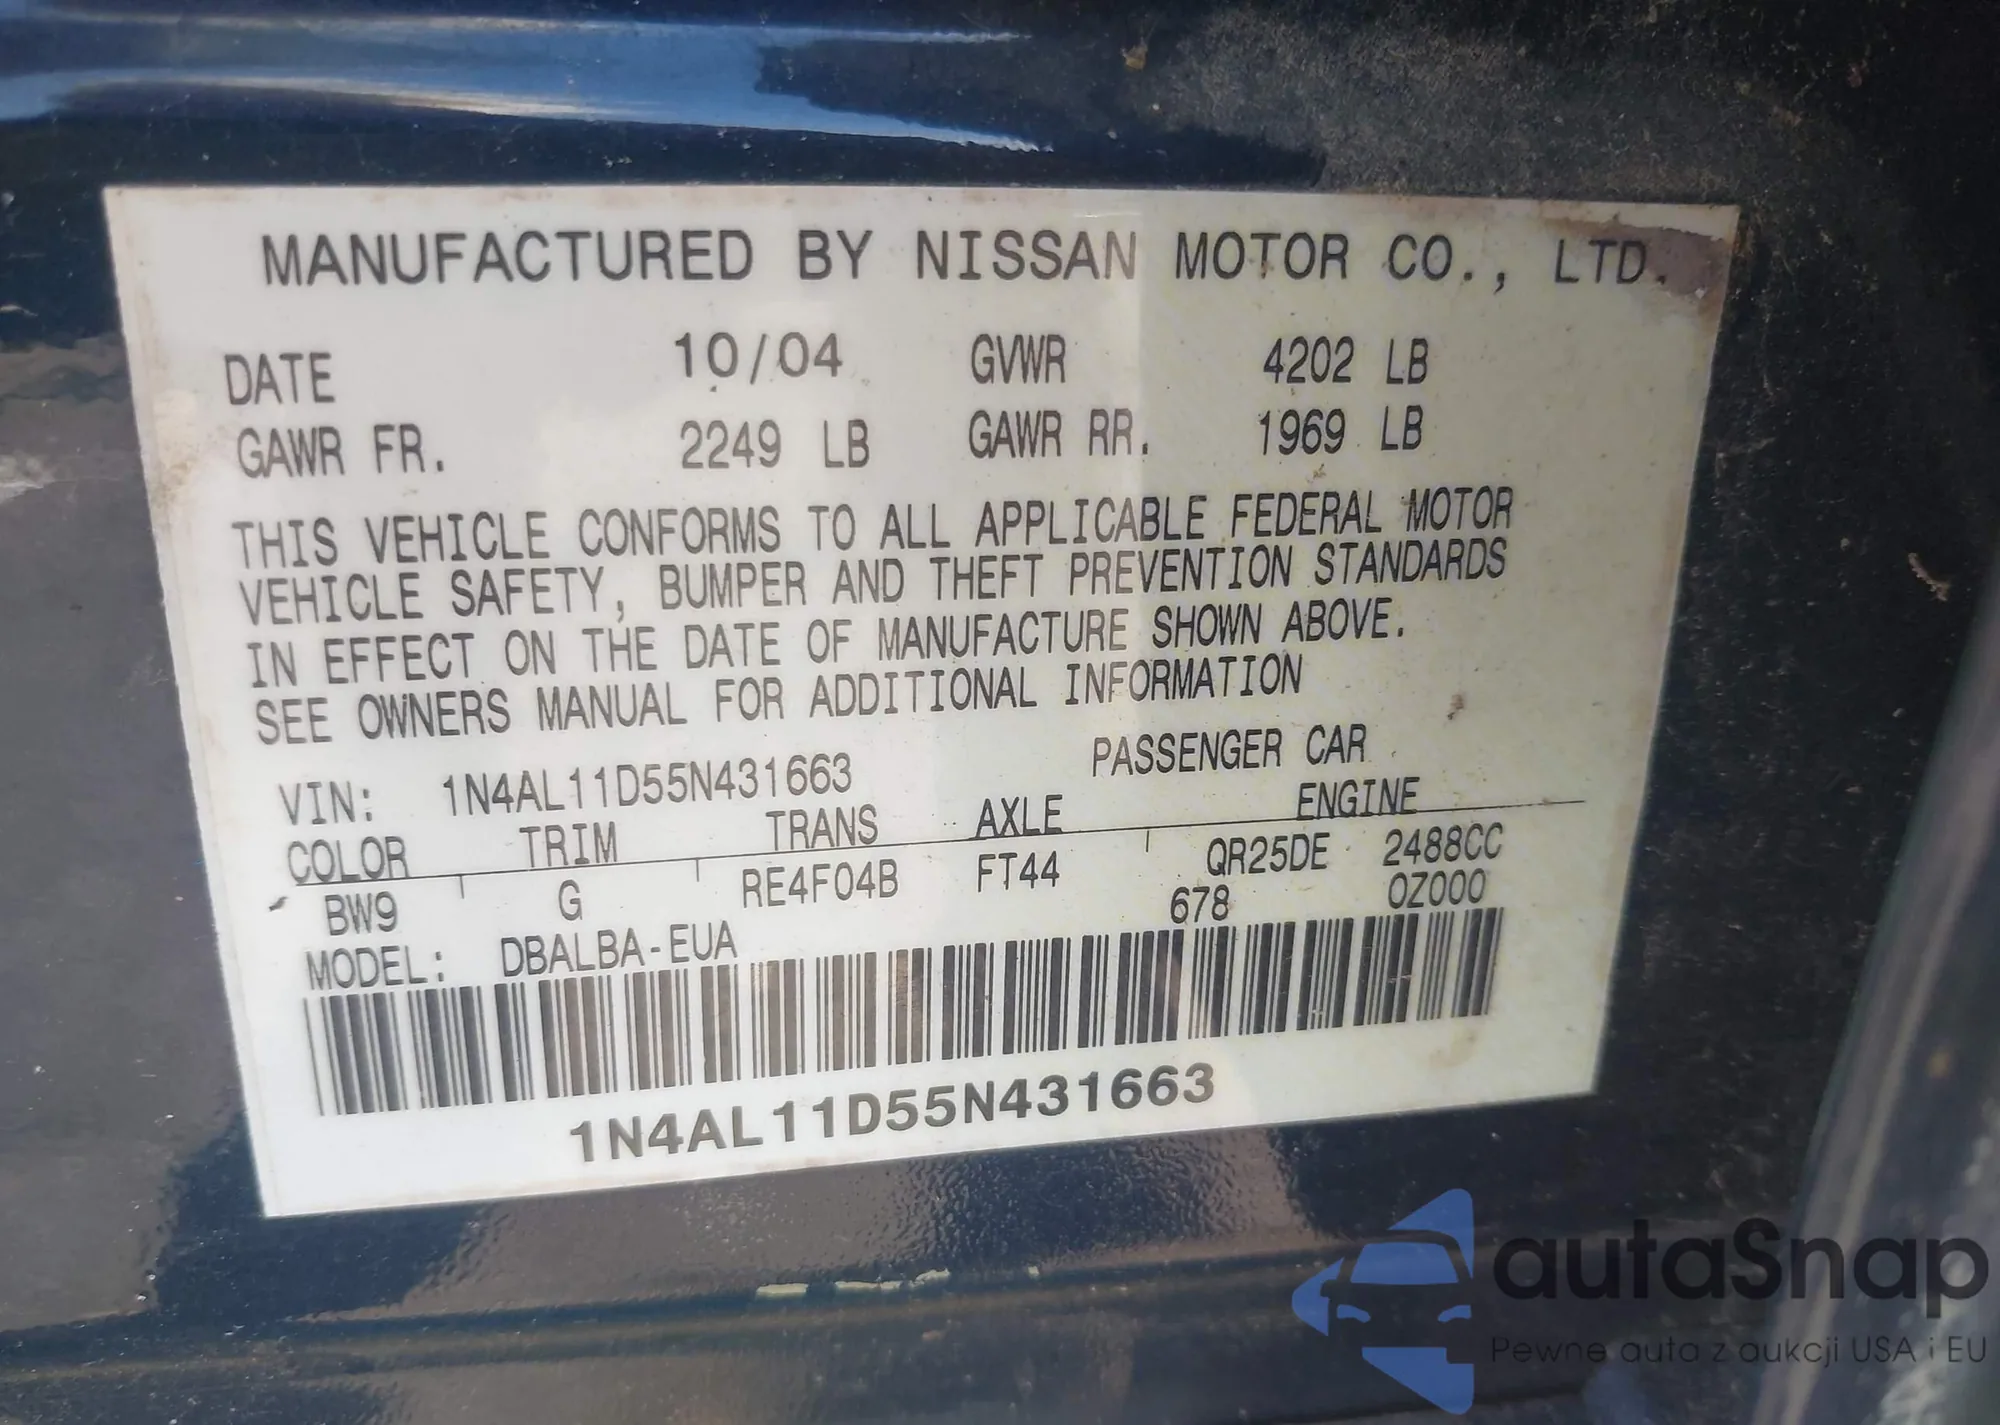 MANUFACTURED BY NISSAN MOTOR CO., LTD.
DATE 10/04 GVWR 4202 LB
GAWR FR. 2249 LB GAWR RR. 1969 LB
THIS VEHICLE CONFORMS TO ALL APPLICABLE FEDERAL MOTOR
VEHICLE SAFETY, BUMPER AND THEFT PREVENTION STANDARDS
IN EFFECT ON THE DATE OF MANUFACTURE SHOWN ABOVE.
SEE OWNERS MANUAL FOR ADDITIONAL INFORMATION
VIN: 1N4AL11D55N431663 PASSENGER CAR
COLOR TRIM TRANS AXLE ENGINE
BW9 G RE4F04B FT44 QR25DE 2488CC
MODEL: DBALBA-EUA 678 0Z000
1N4AL11D55N431663
autaSnap
Pewne auta z aukcji USA i EU